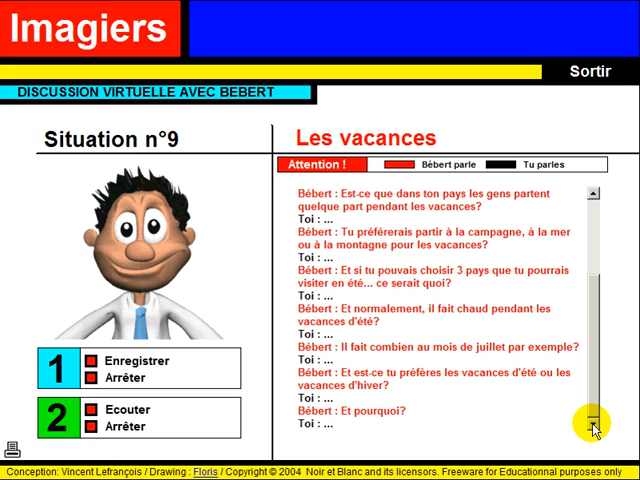 Imagiers
Sortir
DISCUSSION VIRTUELLE AVEC BEBERT
Situation n°9
Les vacances
Attention !
Bébert parle
Tu parles
Bébert : Est-ce que dans ton pays les gens partent
quelque part pendant les vacances?
Toi : ...
Bébert : Tu préférerais partir à la campagne, à la mer
ou à la montagne pour les vacances?
Toi : ...
Bébert : Et si tu pouvais choisir 3 pays que tu pourrais
visiter en été... ce serait quoi?
Toi : ...
Bébert : Et normalement, il fait chaud pendant les
vacances d'été?
Toi : ...
Bébert : Il fait combien au mois de juillet par exemple?
Toi : ...
Bébert : Et est-ce tu préfères les vacances d'été ou les
vacances d'hiver?
Toi : ...
Bébert : Et pourquoi?
Toi : ...
1
Enregistrer
Arrêter
2
Ecouter
Arrêter
Conception: Vincent Lefrançois / Drawing : Floris / Copyright © 2004 Noir et Blanc and its licensors. Freeware for Educationnal purposes only